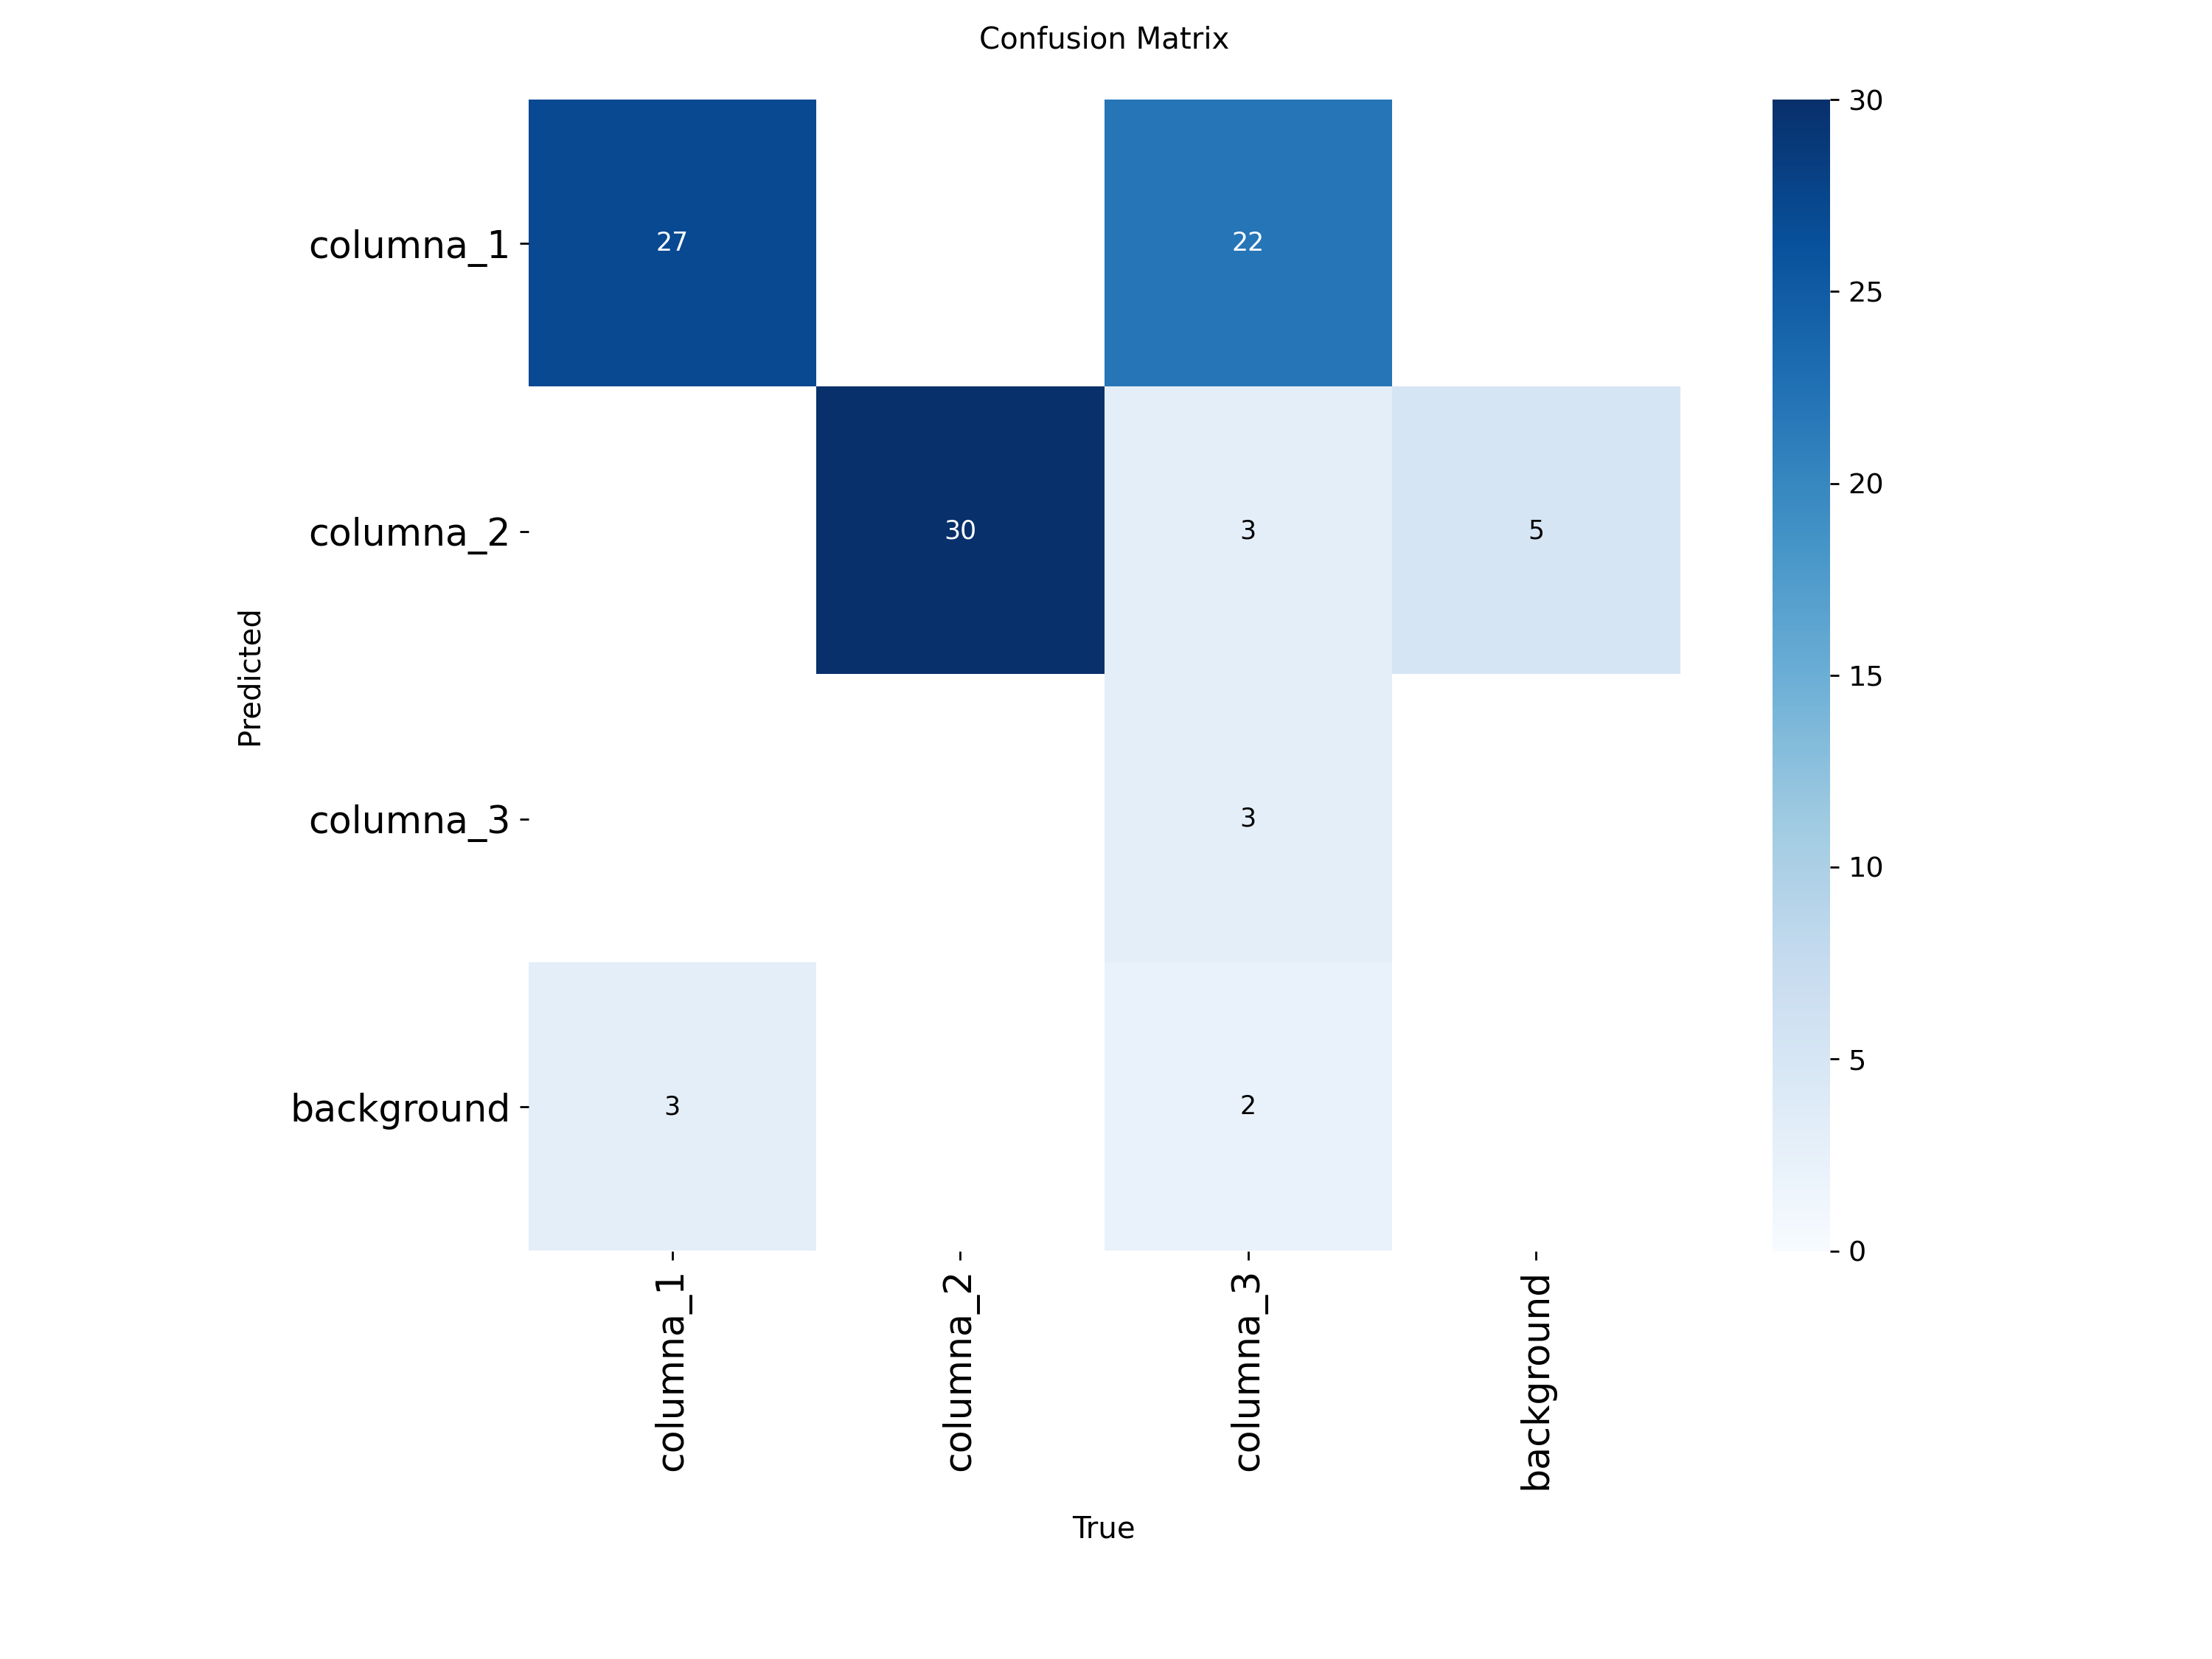 Confusion Matrix
columna_1
27
22
columna_2
30
3
5
columna_3
3
background
3
2
columna_1
columna_2
columna_3
background
Predicted
True
30
25
20
15
10
5
0